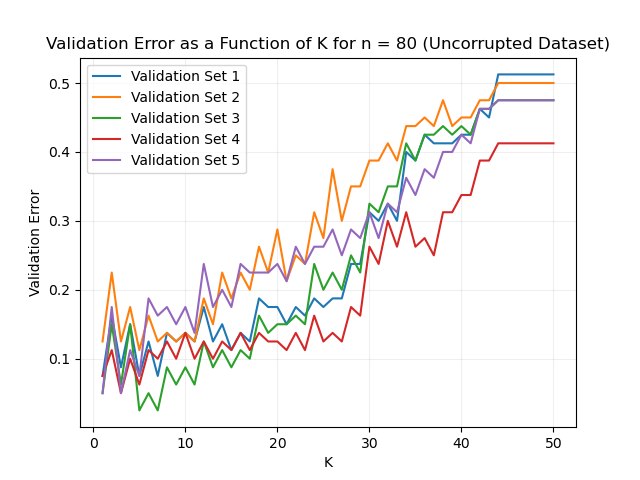 Validation Error as a Function of K for n = 80 (Uncorrupted Dataset)
Validation Set 1
Validation Set 2
Validation Set 3
Validation Set 4
Validation Set 5
Validation Error
0.5
0.4
0.3
0.2
0.1
0
10
20
30
40
50
K